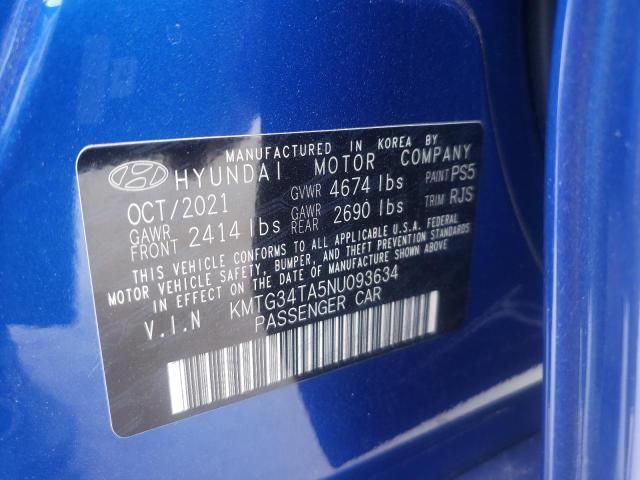 MANUFACTURED IN KOREA BY
HYUNDAI MOTOR COMPANY
OCT/2021 GVWR 4674 lbs PAINT PS5
GAWR FRONT 2414 lbs GAWR REAR 2690 lbs TRIM RJS
THIS VEHICLE CONFORMS TO ALL APPLICABLE U.S.A. FEDERAL
MOTOR VEHICLE SAFETY, BUMPER, AND THEFT PREVENTION STANDARDS
IN EFFECT ON THE DATE OF MANUFACTURE SHOWN ABOVE.
V.I.N KMTG34TA5NU093634
PASSENGER CAR